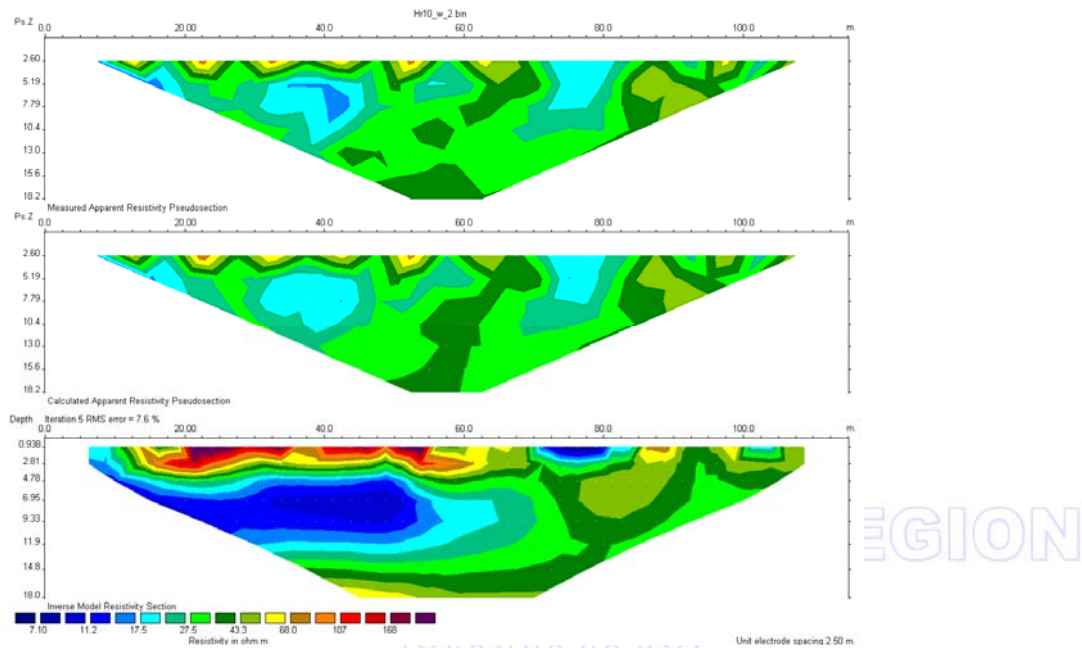 Hr10_w_2.bin
Ps.Z 0.0 20.00 40.0 60.0 80.0 100.0 m.
2.60
5.19
7.79
10.4
13.0
15.6
18.2
Measured Apparent Resistivity Pseudosection
Ps.Z 0.0 20.00 40.0 60.0 80.0 100.0 m.
2.60
5.19
7.79
10.4
13.0
15.6
18.2
Calculated Apparent Resistivity Pseudosection
Depth Iteration 5 RMS error = 7.6 %
0.0 20.00 40.0 60.0 80.0 100.0 m.
0.938
2.81
4.78
6.95
9.33
11.9
14.8
18.0
EGION
Inverse Model Resistivity Section
7.10 11.2 17.5 27.5 43.3 68.0 107 168
Resistivity in ohm.m Unit electrode spacing 2.50 m.